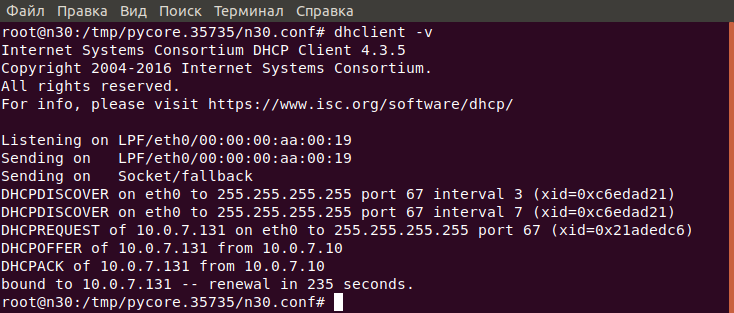 Файл Правка Вид Поиск Терминал Справка
root@n30:/tmp/pycore.35735/n30.conf# dhclient -v
Internet Systems Consortium DHCP Client 4.3.5
Copyright 2004-2016 Internet Systems Consortium.
All rights reserved.
For info, please visit https://www.isc.org/software/dhcp/

Listening on LPF/eth0/00:00:00:aa:00:19
Sending on   LPF/eth0/00:00:00:aa:00:19
Sending on   Socket/fallback
DHCPDISCOVER on eth0 to 255.255.255.255 port 67 interval 3 (xid=0xc6edad21)
DHCPDISCOVER on eth0 to 255.255.255.255 port 67 interval 7 (xid=0xc6edad21)
DHCPREQUEST of 10.0.7.131 on eth0 to 255.255.255.255 port 67 (xid=0x21adedc6)
DHCPOFFER of 10.0.7.131 from 10.0.7.10
DHCPACK of 10.0.7.131 from 10.0.7.10
bound to 10.0.7.131 -- renewal in 235 seconds.
root@n30:/tmp/pycore.35735/n30.conf#